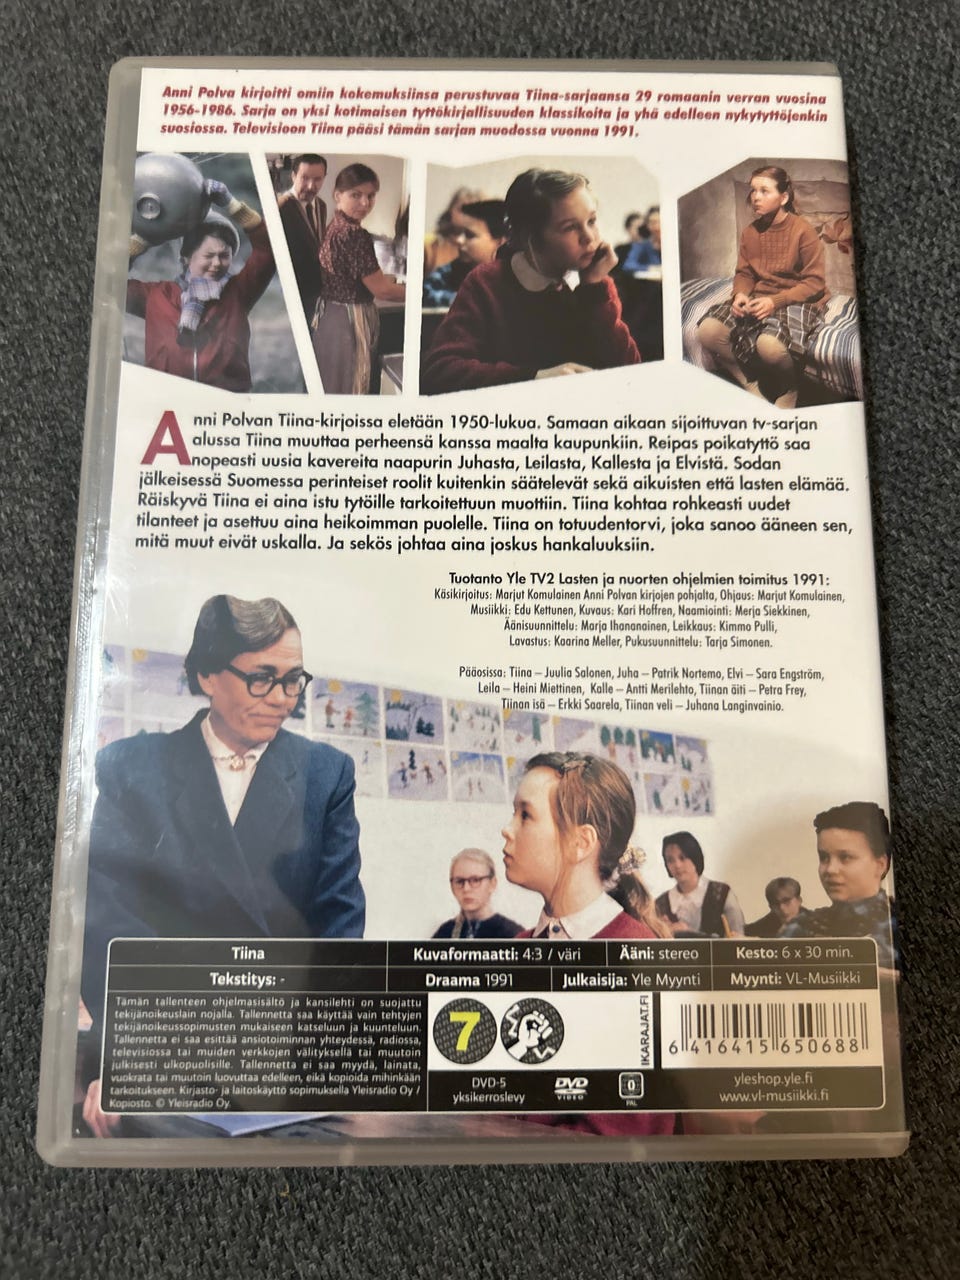 Anni Polva kirjoitti omiin kokemuksiinsa perustuvaa Tiina-sarjaansa 29 romaanin verran vuosina
1956-1986. Sarja on yksi kotimaisen tyttökirjallisuuden klassikoita ja yhä edelleen nykytyttöjenkin
suosiossa. Televisioon Tiina pääsi tämän sarjan muodossa vuonna 1991.
Anni Polvan Tiina-kirjoissa eletään 1950-lukua. Samaan aikaan sijoittuvan tv-sarjan
alussa Tiina muuttaa perheensä kanssa maalta kaupunkiin. Reipas poikatyttö saa
nopeasti uusia kavereita naapurin Juhasta, Leilasta, Kallesta ja Elvistä. Sodan
jälkeisessä Suomessa perinteiset roolit kuitenkin säätelevät sekä aikuisten että lasten elämää.
Räiskyvä Tiina ei aina istu tytöille tarkoitettuun muottiin. Tiina kohtaa rohkeasti uudet
tilanteet ja asettuu aina heikoimman puolelle. Tiina on totuudentorvi, joka sanoo ääneen sen,
mitä muut eivät uskalla. Ja sekös johtaa aina joskus hankaluuksiin.
Tuotanto Yle TV2 Lasten ja nuorten ohjelmien toimitus 1991:
Käsikirjoitus: Marjut Komulainen Anni Polvan kirjojen pohjalta, Ohjaus: Marjut Komulainen,
Musiikki: Edu Kettunen, Kuvaus: Kari Hoffren, Naamiointi: Merja Siekkinen,
Äänisuunnittelu: Marja Ihananainen, Leikkaus: Kimmo Pulli,
Lavastus: Kaarina Meller, Pukusuunnittelu: Tarja Simonen.
Pääosissa: Tiina – Juulia Salonen, Juha – Patrik Nortemo, Elvi – Sara Engström,
Leila – Heini Miettinen, Kalle – Antti Merilehto, Tiinan äiti – Petra Frey,
Tiinan isä – Erkki Saarela, Tiinan veli – Juhana Langinvainio.
Tiina Kuvaformaatti: 4:3 / väri Ääni: stereo Kesto: 6 x 30 min.
Tekstitys: - Draama 1991 Julkaisija: Yle Myynti Myynti: VL-Musiikki
Tämän tallenteen ohjelmasisältö ja kansilehti on suojattu
tekijänoikeuslain nojalla. Tallennetta saa käyttää vain tehtyjen
tekijänoikeussopimusten mukaiseen katseluun ja kuunteluun.
Tallennetta ei saa esittää ansiotoiminnan yhteydessä, radiossa,
televisiossa tai muiden verkkojen välityksellä tai muutoin
julkisesti ulkopuolisille. Tallennetta ei saa myydä, lainata,
vuokrata tai muutoin luovuttaa edelleen, eikä kopioida mihinkään
tarkoitukseen. Kirjasto- ja laitoskäyttö sopimuksella Yleisradio Oy /
Kopiosto. © Yleisradio Oy.
7
IKARAJAT.FI
6 416415 650688
DVD-5
yksikerroslevy
DVD
VIDEO
0
PAL
yleshop.yle.fi
www.vl-musiikki.fi